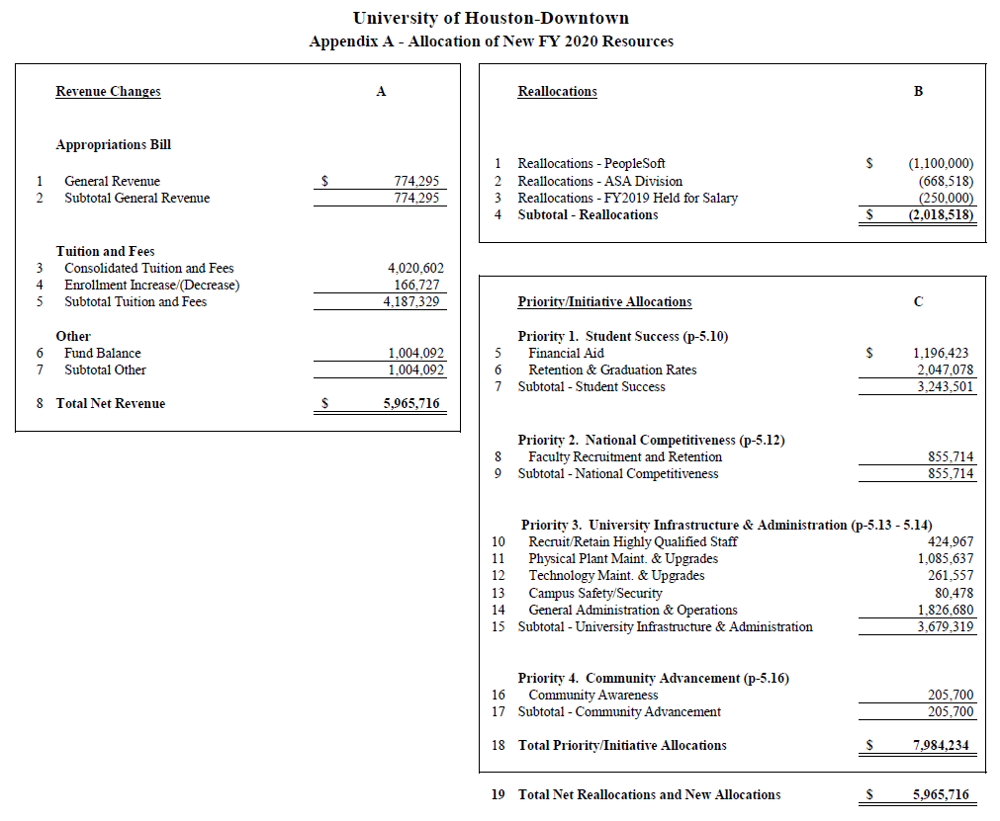 University of Houston-Downtown
Appendix A - Allocation of New FY 2020 Resources
Revenue Changes A
Appropriations Bill
1 General Revenue $ 774,295
2 Subtotal General Revenue 774,295
Tuition and Fees
3 Consolidated Tuition and Fees 4,020,602
4 Enrollment Increase/(Decrease) 166,727
5 Subtotal Tuition and Fees 4,187,329
Other
6 Fund Balance 1,004,092
7 Subtotal Other 1,004,092
8 Total Net Revenue $ 5,965,716
Reallocations B
1 Reallocations - PeopleSoft $ (1,100,000)
2 Reallocations - ASA Division (668,518)
3 Reallocations - FY2019 Held for Salary (250,000)
4 Subtotal - Reallocations $ (2,018,518)
Priority/Initiative Allocations C
Priority 1. Student Success (p-5.10)
5 Financial Aid $ 1,196,423
6 Retention & Graduation Rates 2,047,078
7 Subtotal - Student Success 3,243,501
Priority 2. National Competitiveness (p-5.12)
8 Faculty Recruitment and Retention 855,714
9 Subtotal - National Competitiveness 855,714
Priority 3. University Infrastructure & Administration (p-5.13 - 5.14)
10 Recruit/Retain Highly Qualified Staff 424,967
11 Physical Plant Maint. & Upgrades 1,085,637
12 Technology Maint. & Upgrades 261,557
13 Campus Safety/Security 80,478
14 General Administration & Operations 1,826,680
15 Subtotal - University Infrastructure & Administration 3,679,319
Priority 4. Community Advancement (p-5.16)
16 Community Awareness 205,700
17 Subtotal - Community Advancement 205,700
18 Total Priority/Initiative Allocations $ 7,984,234
19 Total Net Reallocations and New Allocations $ 5,965,716